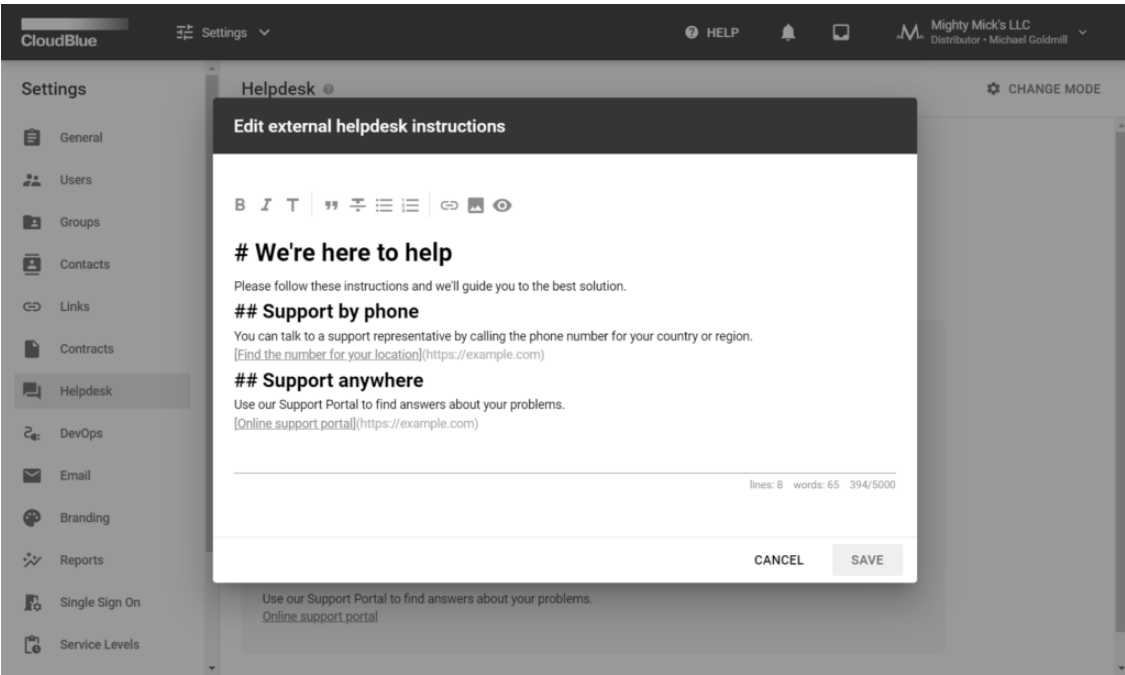 CloudBlue
Settings
HELP
Mighty Mick's LLC
Distributor • Michael Goldmill
Settings
General
Users
Groups
Contacts
Links
Contracts
Helpdesk
DevOps
Email
Branding
Reports
Single Sign On
Service Levels
Helpdesk
CHANGE MODE
Edit external helpdesk instructions
# We're here to help
Please follow these instructions and we'll guide you to the best solution.
## Support by phone
You can talk to a support representative by calling the phone number for your country or region.
[Find the number for your location](https://example.com)
## Support anywhere
Use our Support Portal to find answers about your problems.
[Online support portal](https://example.com)
lines: 8 words: 65 394/5000
CANCEL SAVE
Use our Support Portal to find answers about your problems.
Online support portal